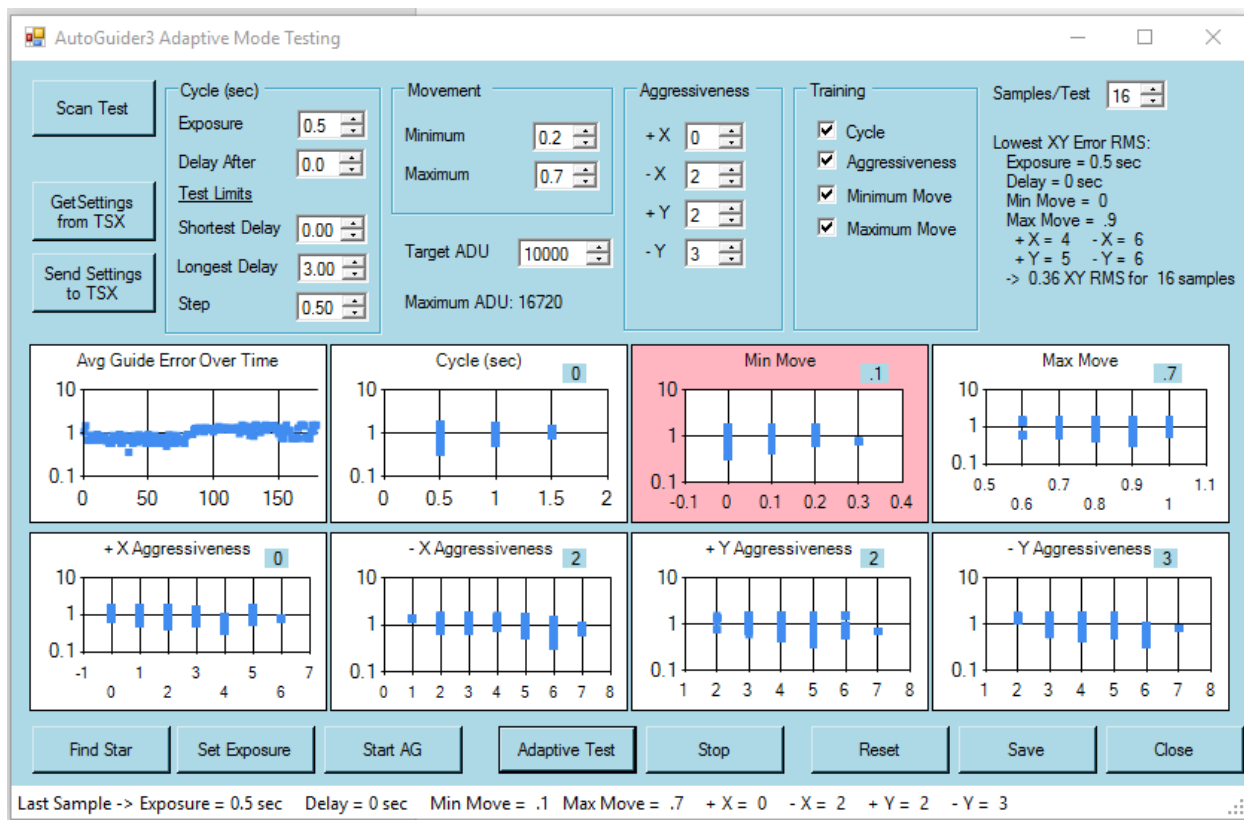 AutoGuider3 Adaptive Mode Testing
Scan Test
Get Settings
from TSX
Send Settings
to TSX
Cycle (sec)
Exposure 0.5
Delay After 0.0
Test Limits
Shortest Delay 0.00
Longest Delay 3.00
Step 0.50
Movement
Minimum 0.2
Maximum 0.7
Target ADU 10000
Maximum ADU: 16720
Aggressiveness
+ X 0
- X 2
+ Y 2
- Y 3
Training
Cycle
Aggressiveness
Minimum Move
Maximum Move
Samples/Test 16
Lowest XY Error RMS:
Exposure = 0.5 sec
Delay = 0 sec
Min Move = 0
Max Move = .9
+ X = 4 - X = 6
+ Y = 5 - Y = 6
-> 0.36 XY RMS for 16 samples
Avg Guide Error Over Time
10
1
0.1
0 50 100 150
Cycle (sec)
0
10
1
0.1
0 0.5 1 1.5 2
Min Move
.1
10
1
0.1
-0.1 0 0.1 0.2 0.3 0.4
Max Move
.7
10
1
0.1
0.5 0.7 0.9 1.1
0.6 0.8 1
+ X Aggressiveness
0
10
1
0.1
-1 1 3 5 7
0 2 4 6
- X Aggressiveness
2
10
1
0.1
0 1 2 3 4 5 6 7 8
+ Y Aggressiveness
2
10
1
0.1
1 2 3 4 5 6 7 8
- Y Aggressiveness
3
10
1
0.1
1 2 3 4 5 6 7 8
Find Star
Set Exposure
Start AG
Adaptive Test
Stop
Reset
Save
Close
Last Sample -> Exposure = 0.5 sec Delay = 0 sec Min Move = .1 Max Move = .7 + X = 0 - X = 2 + Y = 2 - Y = 3